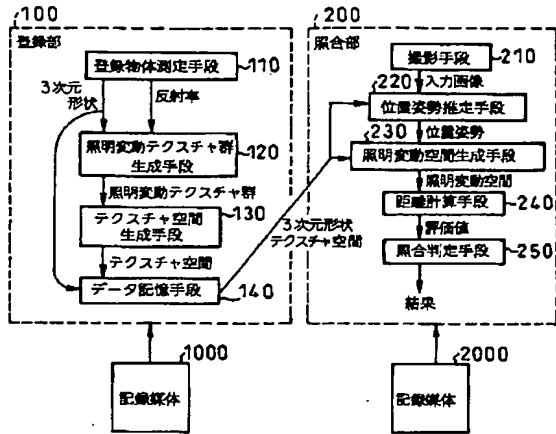 100
登録部
登録物体測定手段
110
3次元
形状
反射率
照明変動テクスチャ群
生成手段
120
照明変動テクスチャ群
テクスチャ空間
生成手段
130
テクスチャ空間
データ記憶手段
140
3次元形状
テクスチャ空間
1000
記録媒体
200
照合部
撮影手段
210
入力画像
220
位置姿勢推定手段
位置姿勢
230
照明変動空間生成手段
照明変動空間
距離計算手段
240
評価値
照合判定手段
250
結果
2000
記録媒体